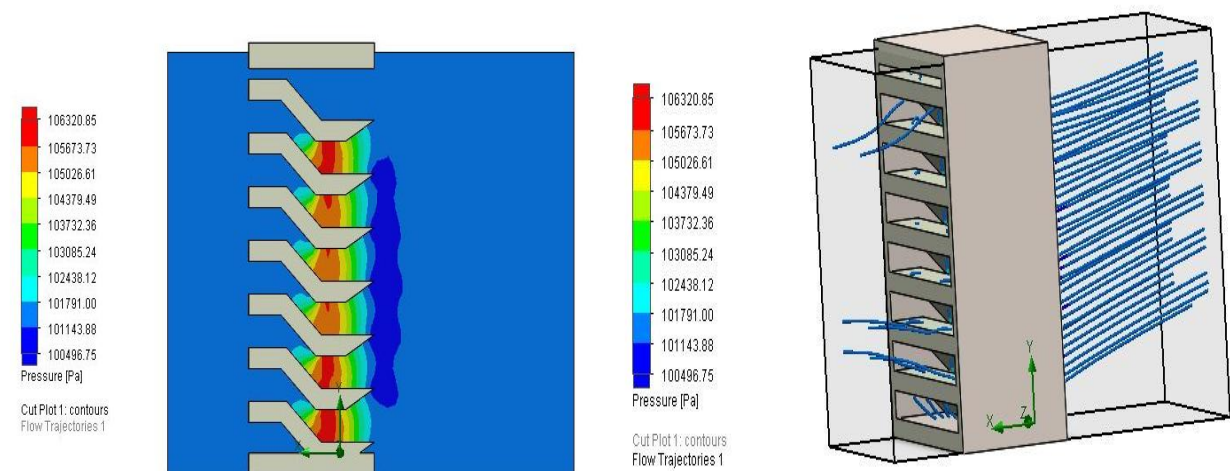 106320.85
105673.73
105026.61
104379.49
103732.36
103085.24
102438.12
101791.00
101143.88
100496.75
Pressure [Pa]
Cut Plot 1: contours
Flow Trajectories 1
Y
X
106320.85
105673.73
105026.61
104379.49
103732.36
103085.24
102438.12
101791.00
101143.88
100496.75
Pressure [Pa]
Cut Plot 1: contours
Flow Trajectories 1
Y
X
Z